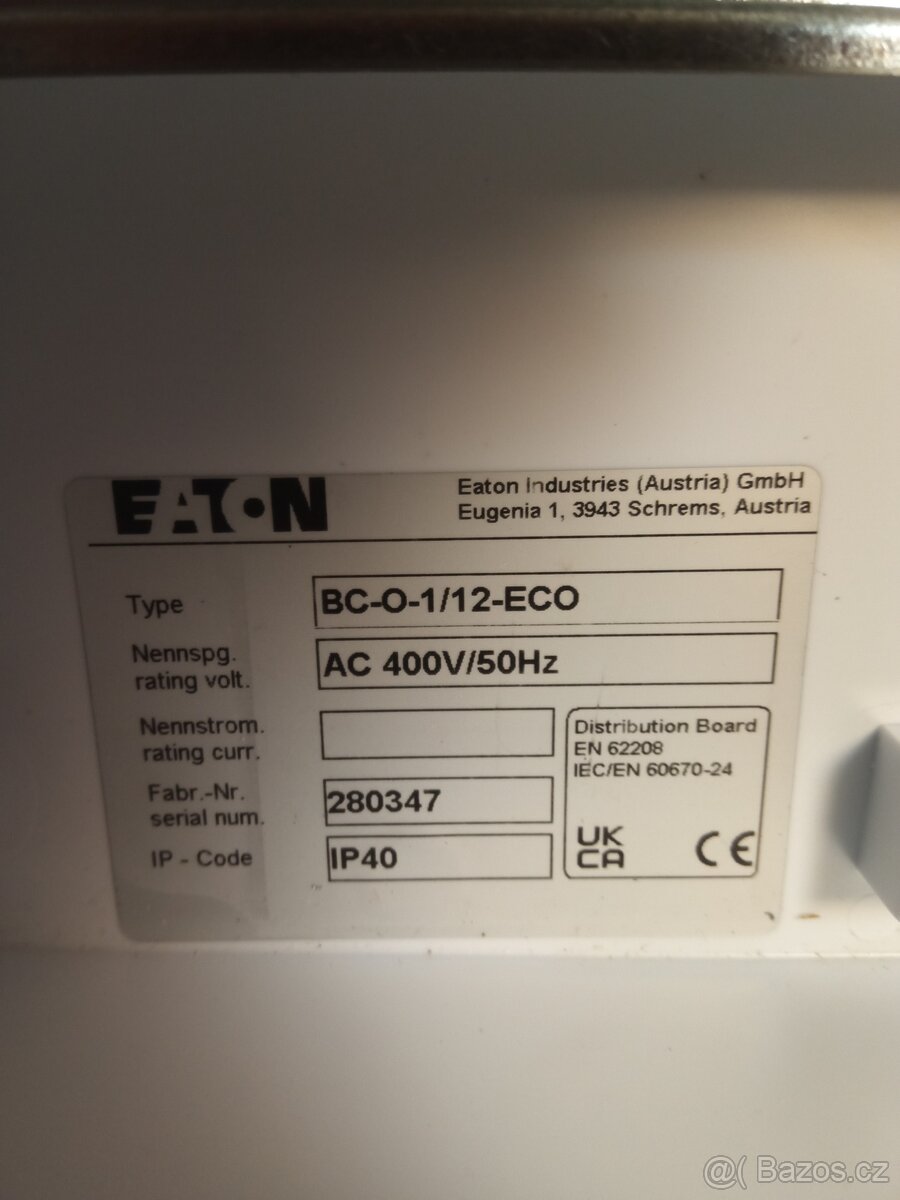 EATON
Eaton Industries (Austria) GmbH
Eugenia 1, 3943 Schrems, Austria
Type
BC-O-1/12-ECO
Nennspg.
rating volt.
AC 400V/50Hz
Nennstrom.
rating curr.
Distribution Board
EN 62208
IEC/EN 60670-24
Fabr.-Nr.
serial num.
280347
IP - Code
IP40
UK
CA
CE
@( Bazos.cz